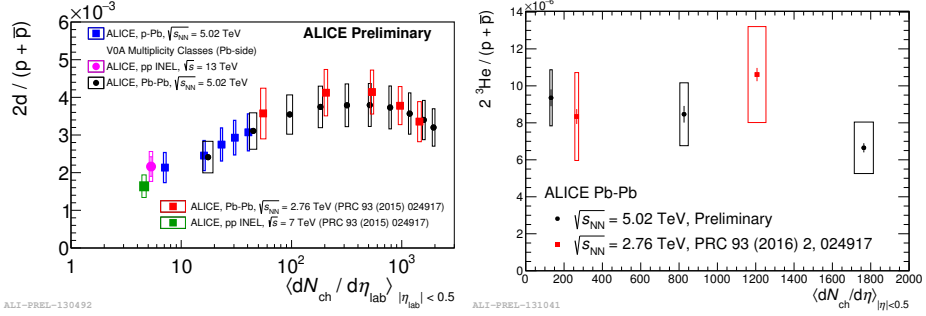 ×10⁻³
6
5
4
3
2
1
0
2d / (p + p̅)
ALICE, p-Pb, √sNN = 5.02 TeV
V0A Multiplicity Classes (Pb-side)
ALICE, pp INEL, √s = 13 TeV
ALICE, Pb-Pb, √sNN = 5.02 TeV
ALICE Preliminary
ALICE, Pb-Pb, √sNN = 2.76 TeV (PRC 93 (2015) 024917)
ALICE, pp INEL, √s = 7 TeV (PRC 93 (2015) 024917)
1 10 10² 10³
⟨dNch / dηlab⟩ |ηlab| < 0.5
ALI-PREL-130492
×10⁻⁶
14
12
10
8
6
4
2
0
2 ³He / (p + p̅)
ALICE Pb-Pb
√sNN = 5.02 TeV, Preliminary
√sNN = 2.76 TeV, PRC 93 (2016) 2, 024917
0 200 400 600 800 1000 1200 1400 1600 1800 2000
⟨dNch/dη⟩|η|<0.5
ALI-PREL-131041